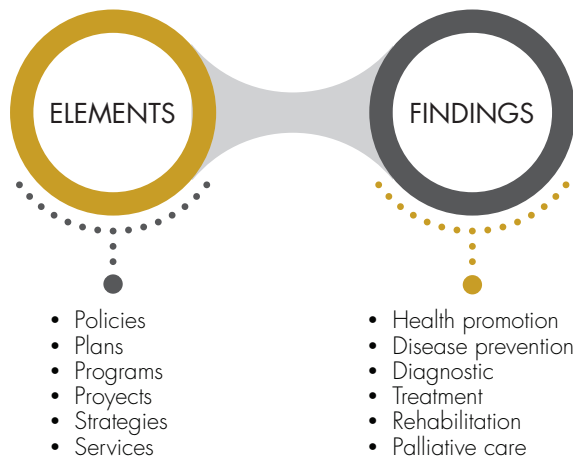 ELEMENTS
• Policies
• Plans
• Programs
• Proyects
• Strategies
• Services
FINDINGS
• Health promotion
• Disease prevention
• Diagnostic
• Treatment
• Rehabilitation
• Palliative care